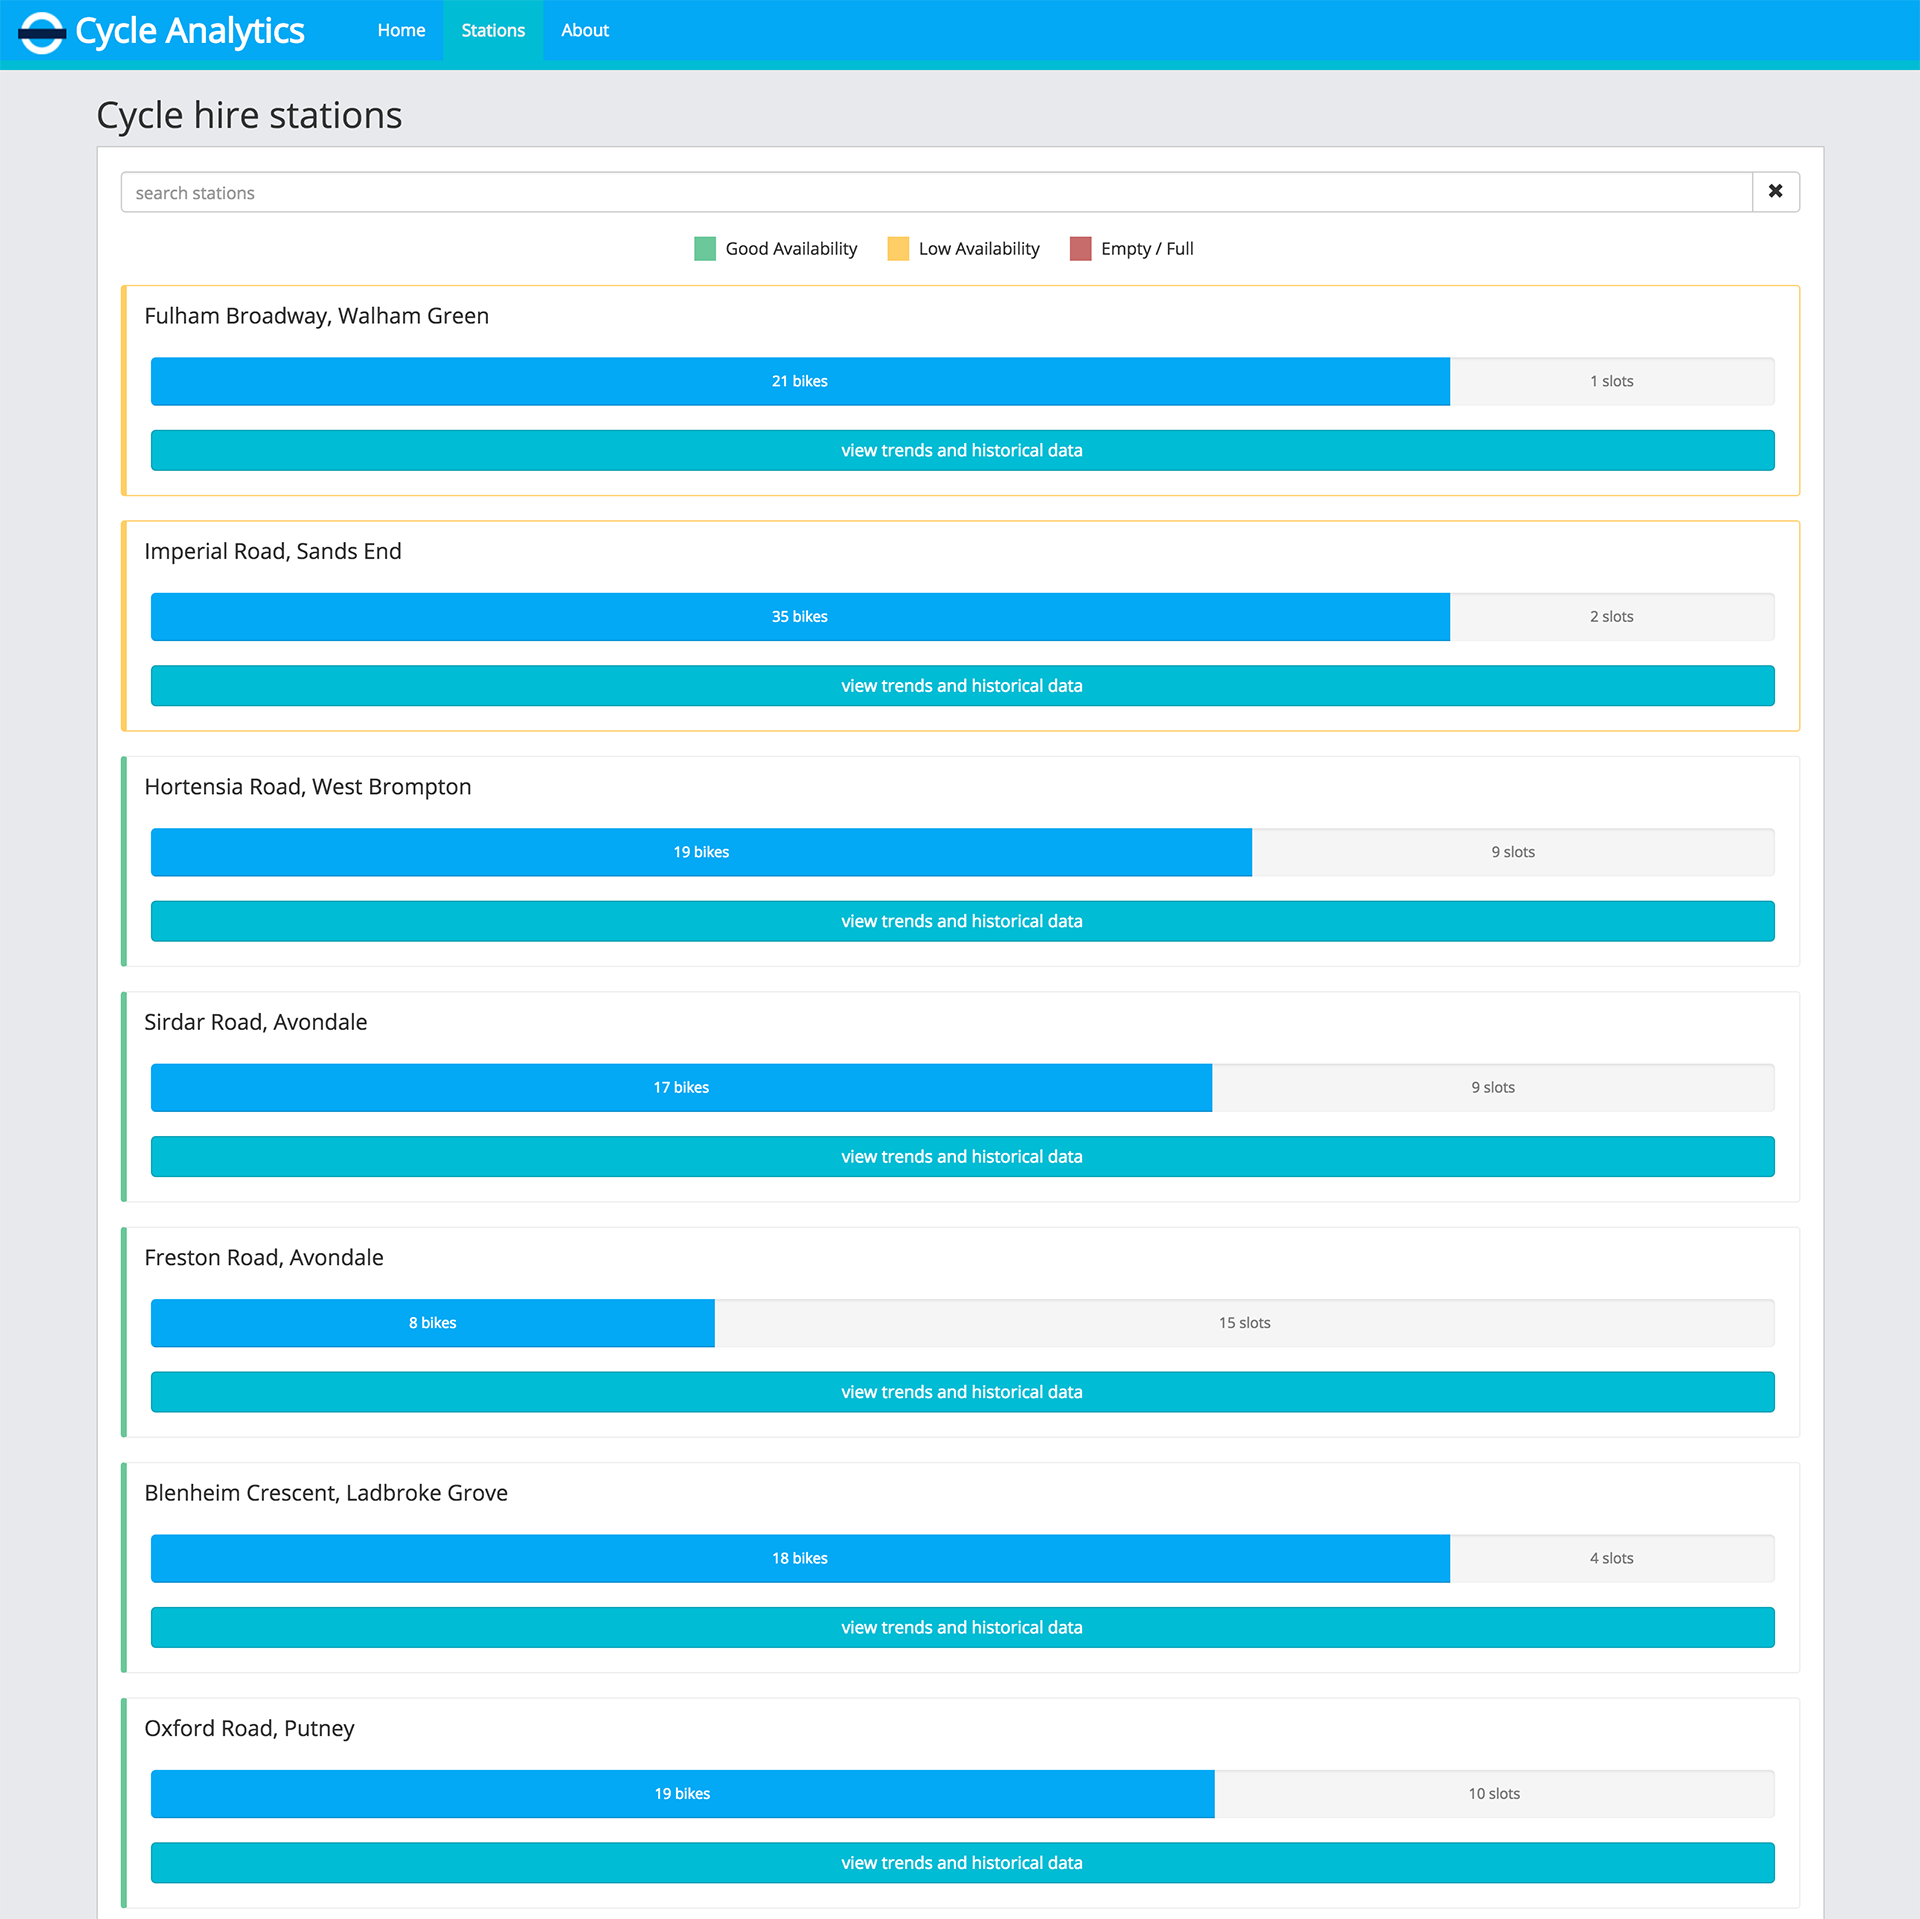 Cycle Analytics Home Stations About
Cycle hire stations
search stations
Good Availability Low Availability Empty / Full
Fulham Broadway, Walham Green
21 bikes 1 slots
view trends and historical data
Imperial Road, Sands End
35 bikes 2 slots
view trends and historical data
Hortensia Road, West Brompton
19 bikes 9 slots
view trends and historical data
Sirdar Road, Avondale
17 bikes 9 slots
view trends and historical data
Freston Road, Avondale
8 bikes 15 slots
view trends and historical data
Blenheim Crescent, Ladbroke Grove
18 bikes 4 slots
view trends and historical data
Oxford Road, Putney
19 bikes 10 slots
view trends and historical data